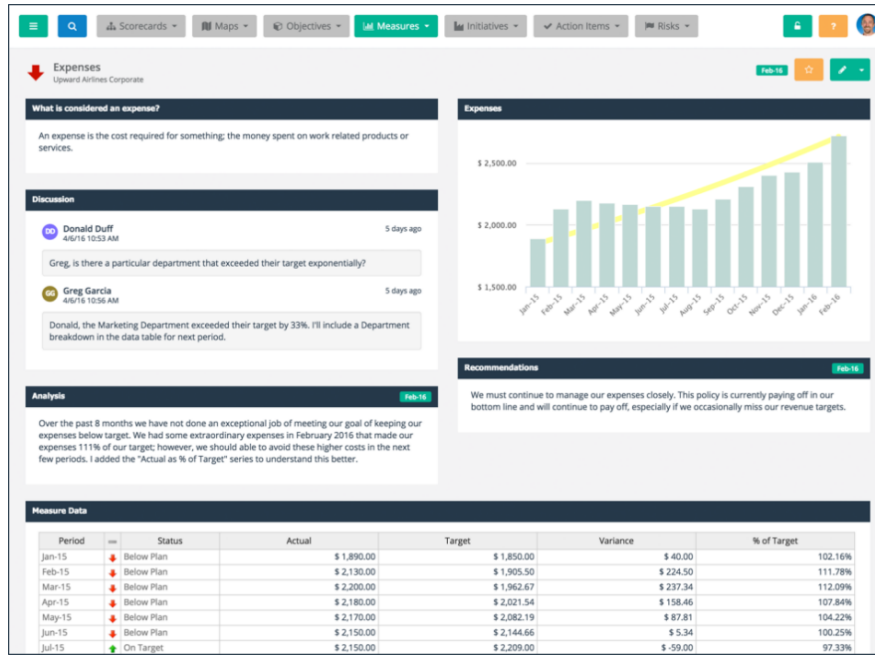 Scorecards
Maps
Objectives
Measures
Initiatives
Action Items
Risks
?
Expenses
Upward Airlines Corporate
Feb-16
What is considered an expense?
An expense is the cost required for something; the money spent on work related products or
services.
Discussion
DD
Donald Duff
4/6/16 10:53 AM
5 days ago
Greg, is there a particular department that exceeded their target exponentially?
GG
Greg Garcia
4/6/16 10:56 AM
5 days ago
Donald, the Marketing Department exceeded their target by 33%. I'll include a Department
breakdown in the data table for next period.
Analysis
Feb-16
Over the past 8 months we have not done an exceptional job of meeting our goal of keeping our
expenses below target. We had some extraordinary expenses in February 2016 that made our
expenses 111% of our target; however, we should able to avoid these higher costs in the next
few periods. I added the "Actual as % of Target" series to understand this better.
Expenses
$ 2,500.00
$ 2,000.00
$ 1,500.00
Jan-15
Feb-15
Mar-15
Apr-15
May-15
Jun-15
Jul-15
Aug-15
Sep-15
Oct-15
Nov-15
Dec-15
Jan-16
Feb-16
Recommendations
Feb-16
We must continue to manage our expenses closely. This policy is currently paying off in our
bottom line and will continue to pay off, especially if we occasionally miss our revenue targets.
Measure Data
Period Status Actual Target Variance % of Target
Jan-15 Below Plan $ 1,890.00 $ 1,850.00 $ 40.00 102.16%
Feb-15 Below Plan $ 2,130.00 $ 1,905.50 $ 224.50 111.78%
Mar-15 Below Plan $ 2,200.00 $ 1,962.67 $ 237.34 112.09%
Apr-15 Below Plan $ 2,180.00 $ 2,021.54 $ 158.46 107.84%
May-15 Below Plan $ 2,170.00 $ 2,082.19 $ 87.81 104.22%
Jun-15 Below Plan $ 2,150.00 $ 2,144.66 $ 5.34 100.25%
Jul-15 On Target $ 2,150.00 $ 2,209.00 $ -59.00 97.33%